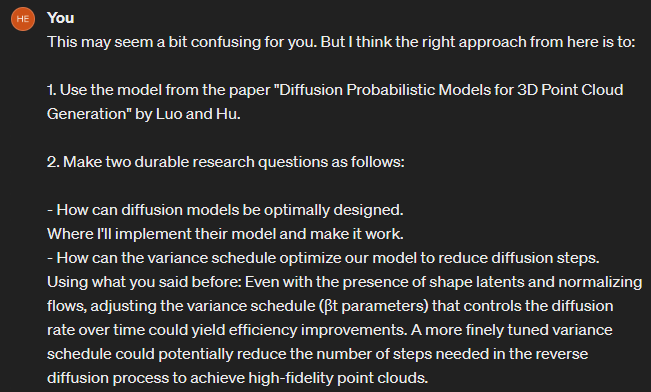 HE You
This may seem a bit confusing for you. But I think the right approach from here is to:
1. Use the model from the paper "Diffusion Probabilistic Models for 3D Point Cloud
Generation" by Luo and Hu.
2. Make two durable research questions as follows:
- How can diffusion models be optimally designed.
Where I'll implement their model and make it work.
- How can the variance schedule optimize our model to reduce diffusion steps.
Using what you said before: Even with the presence of shape latents and normalizing
flows, adjusting the variance schedule (βt parameters) that controls the diffusion
rate over time could yield efficiency improvements. A more finely tuned variance
schedule could potentially reduce the number of steps needed in the reverse
diffusion process to achieve high-fidelity point clouds.